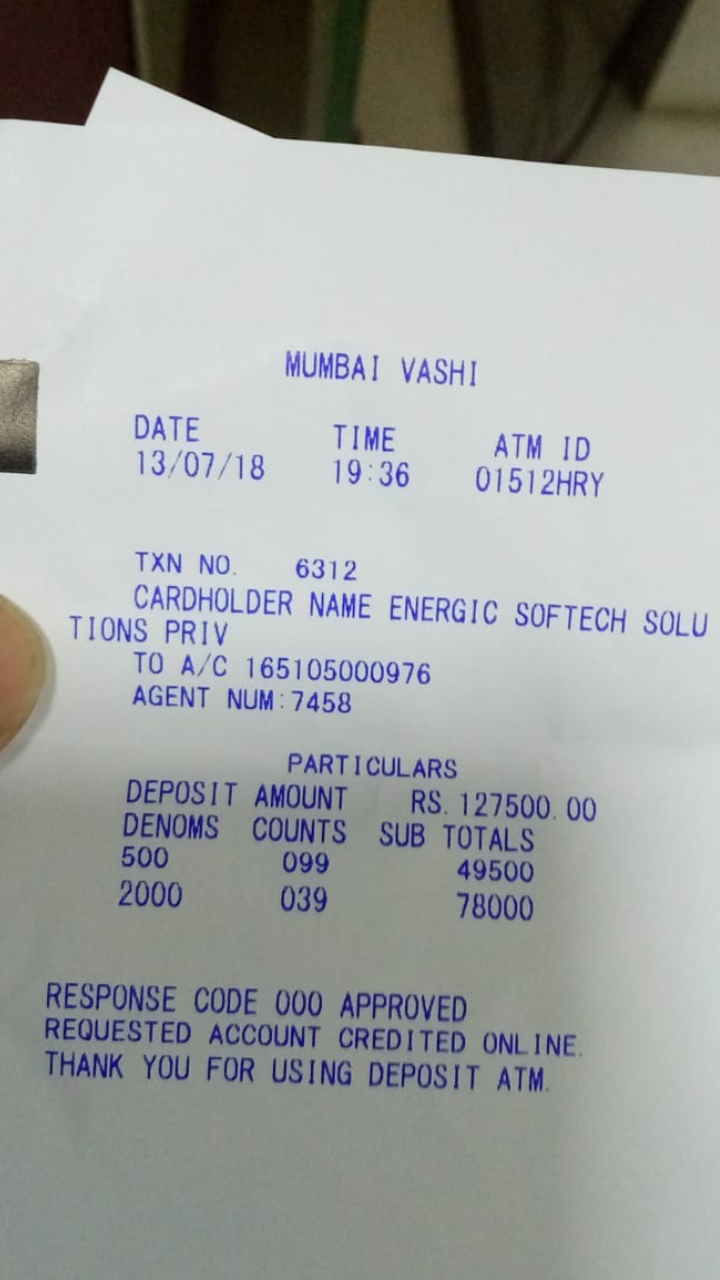 MUMBAI VASHI
DATE TIME ATM ID
13/07/18 19:36 01512HRY
TXN NO. 6312
CARDHOLDER NAME ENERGIC SOFTECH SOLU
TIONS PRIV
TO A/C 165105000976
AGENT NUM:7458
PARTICULARS
DEPOSIT AMOUNT RS. 127500.00
DENOMS COUNTS SUB TOTALS
500 099 49500
2000 039 78000
RESPONSE CODE 000 APPROVED
REQUESTED ACCOUNT CREDITED ONLINE.
THANK YOU FOR USING DEPOSIT ATM.